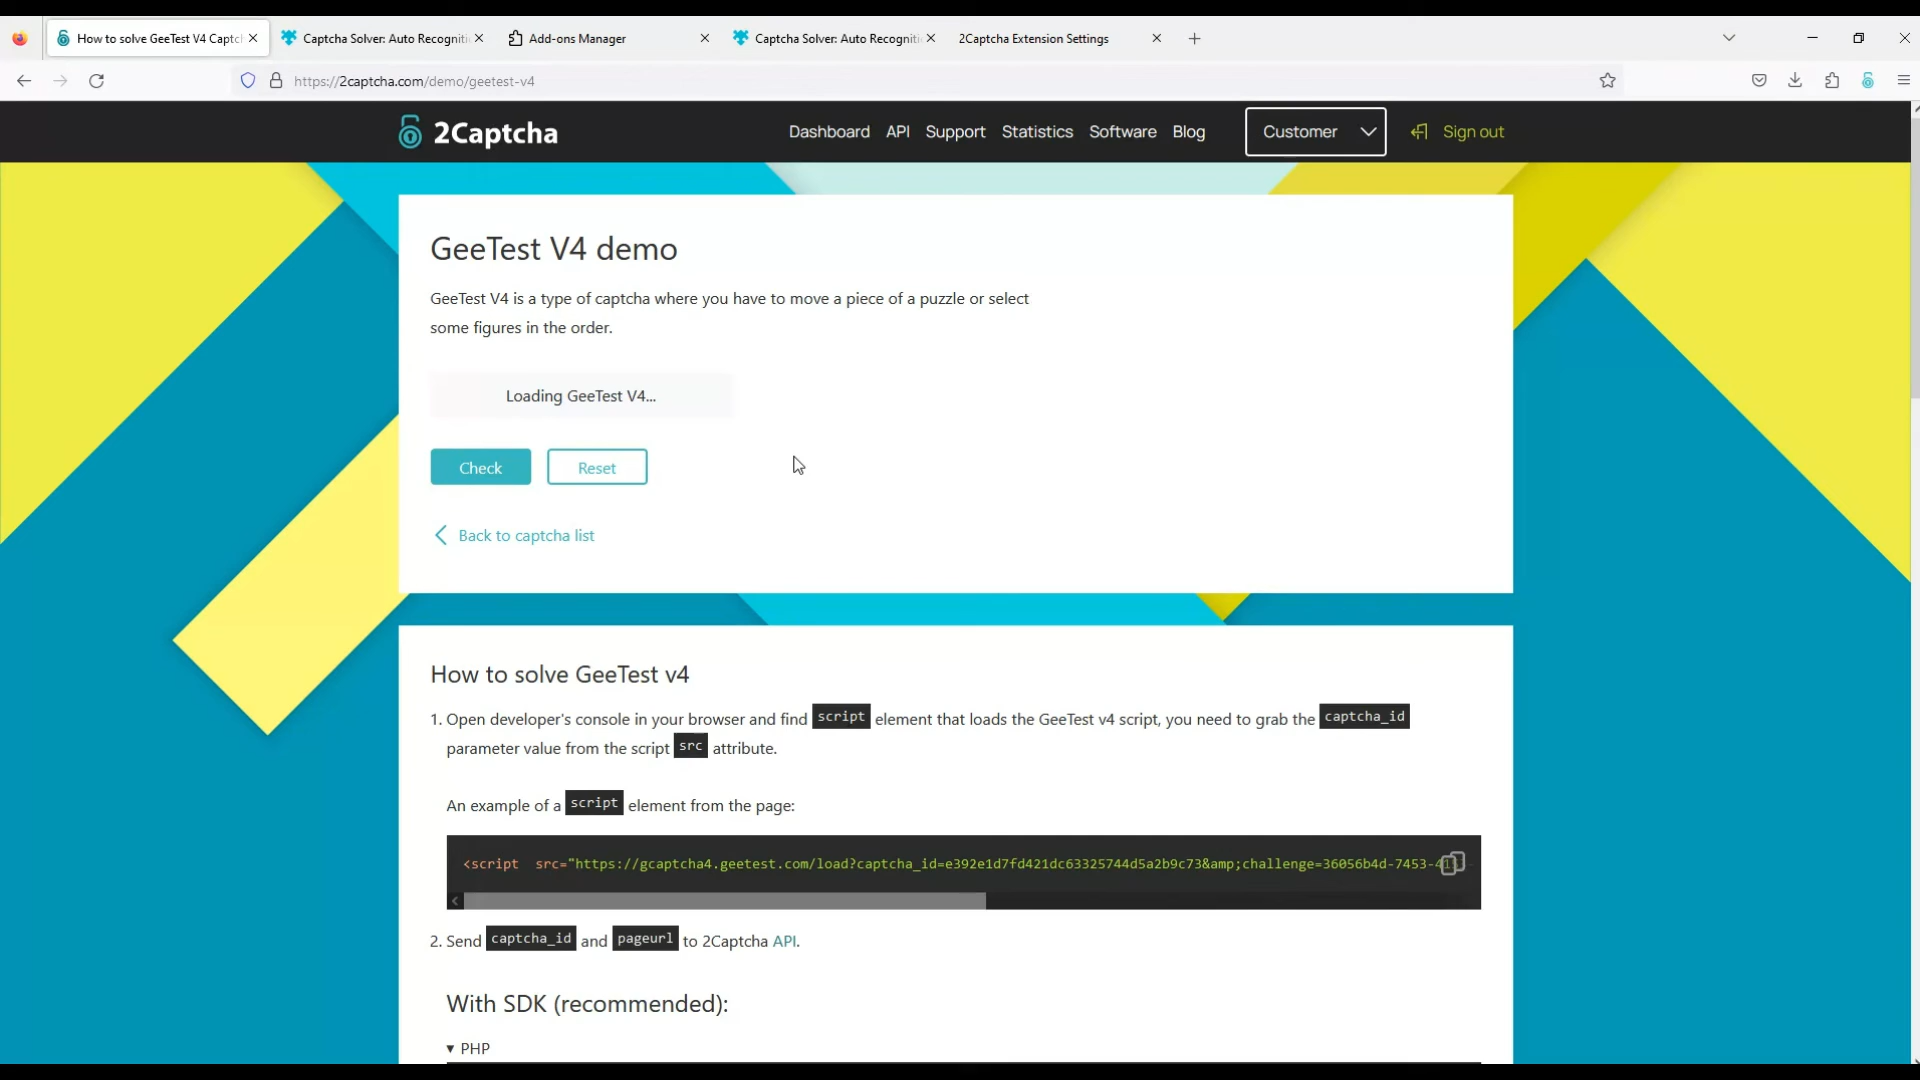 How to solve GeeTest V4 Captc
Captcha Solver: Auto Recogniti
Add-ons Manager
Captcha Solver: Auto Recogniti
2Captcha Extension Settings
https://2captcha.com/demo/geetest-v4
2Captcha
Dashboard API Support Statistics Software Blog
Customer
Sign out
GeeTest V4 demo
GeeTest V4 is a type of captcha where you have to move a piece of a puzzle or select
some figures in the order.
Loading GeeTest V4...
Check
Reset
Back to captcha list
How to solve GeeTest v4
1. Open developer's console in your browser and find script element that loads the GeeTest v4 script, you need to grab the captcha_id
parameter value from the script src attribute.
An example of a script element from the page:
<script src="https://gcaptcha4.geetest.com/load?captcha_id=e392e1d7fd421dc63325744d5a2b9c73&amp;challenge=36056b4d-7453-
2. Send captcha_id and pageurl to 2Captcha API.
With SDK (recommended):
▾ PHP